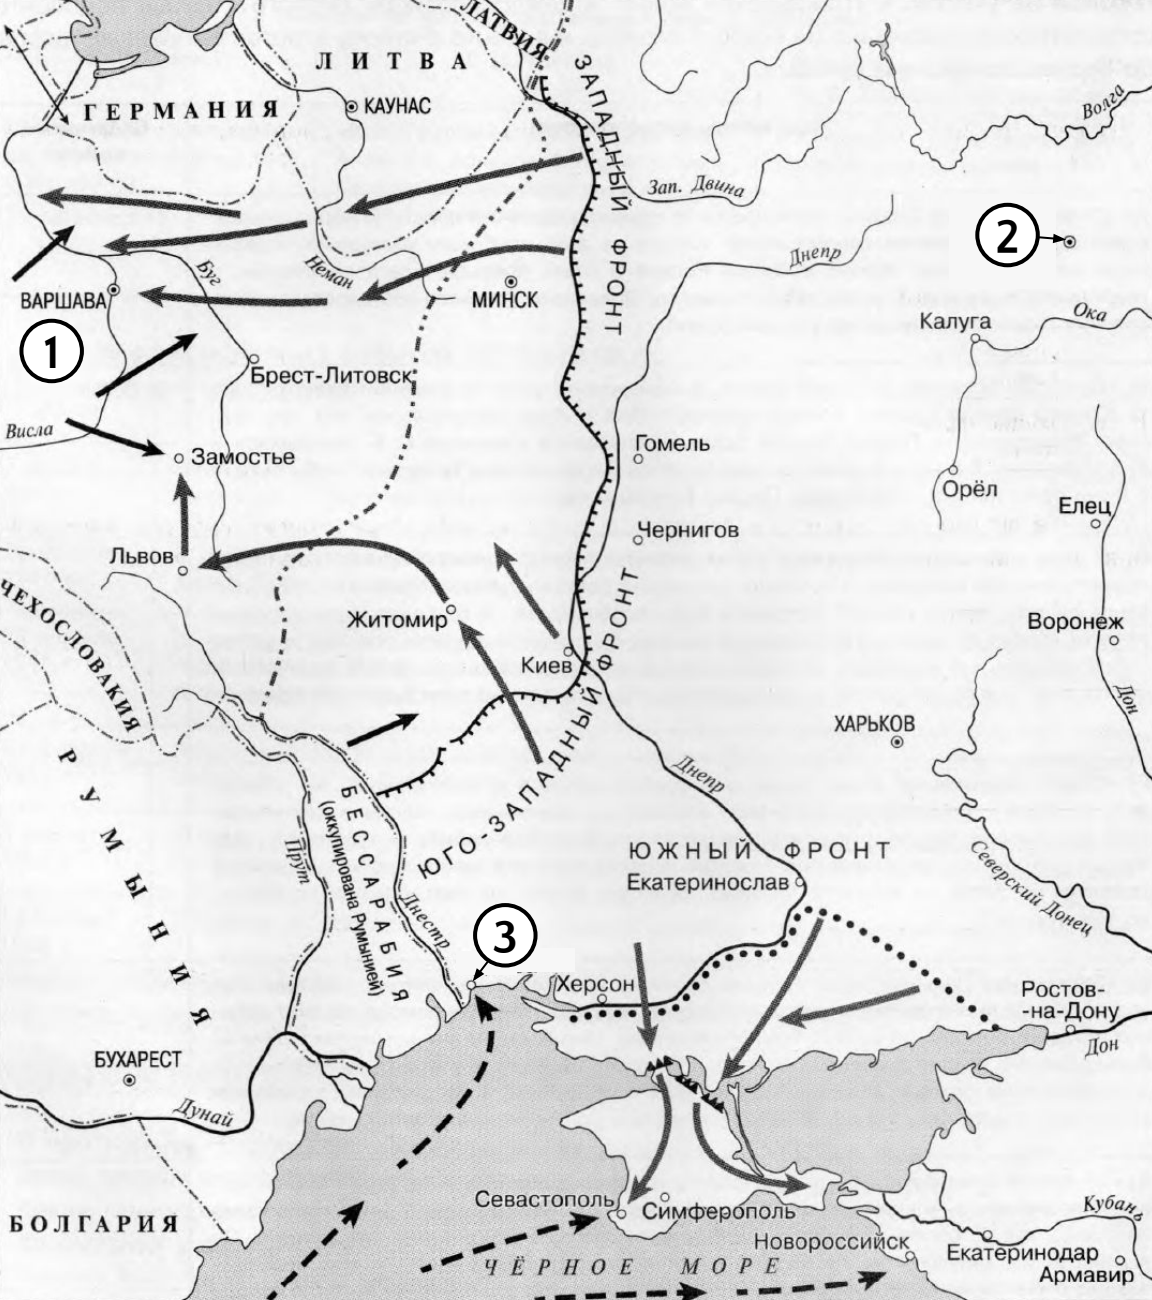 ЛАТВИЯ
ЛИТВА
ЗАПАДНЫЙ ФРОНТ
КАУНАС
ГЕРМАНИЯ
Волга
Зап. Двина
2
Днепр
Буг
Неман
ВАРШАВА
МИНСК
1
Калуга
Ока
Брест-Литовск
Висла
Замостье
Гомель
Орёл
Елец
Чернигов
Львов
ЧЕХОСЛОВАКИЯ
Житомир
Киев
Воронеж
Дон
ХАРЬКОВ
ЮГО-ЗАПАДНЫЙ ФРОНТ
РУМЫНИЯ
Днепр
БЕССАРАБИЯ
(оккупирована Румынией)
Прут
Днестр
ЮЖНЫЙ ФРОНТ
Екатеринослав
Северский Донец
3
Херсон
Ростов-
-на-Дону
Дон
БУХАРЕСТ
Дунай
Севастополь
Симферополь
БОЛГАРИЯ
Кубань
Новороссийск
Екатеринодар
Армавир
ЧЁРНОЕ МОРЕ